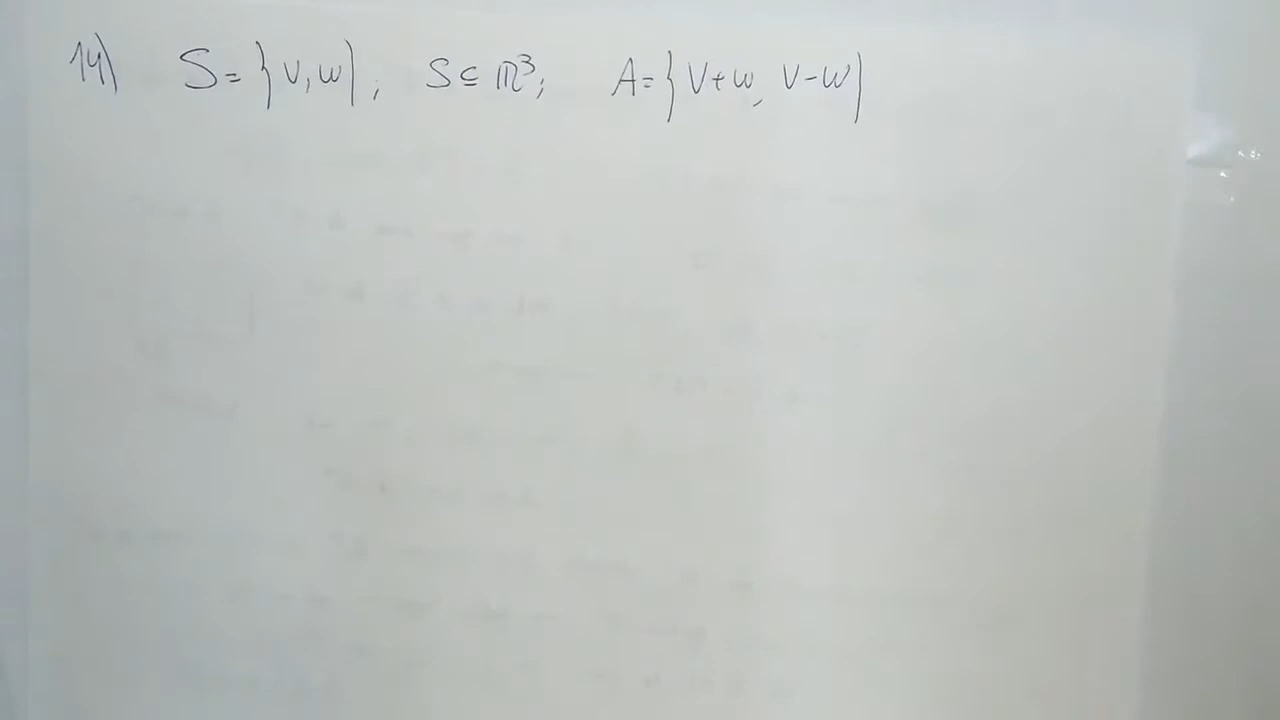 14) S = {v, w}; S ⊆ ℝ³; A = {v+w, v-w}